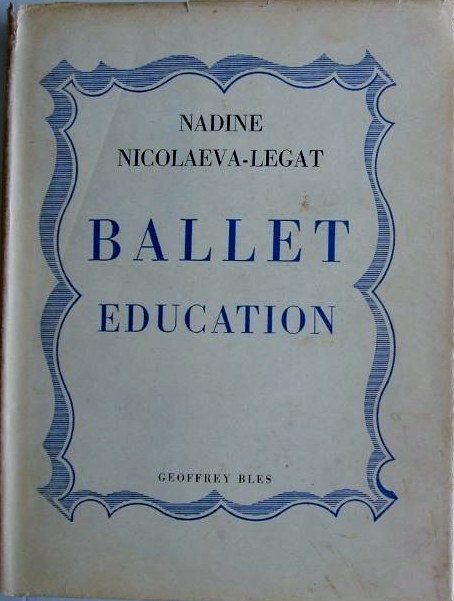 NADINE
NICOLAEVA-LEGAT
BALLET
EDUCATION
GEOFFREY BLES